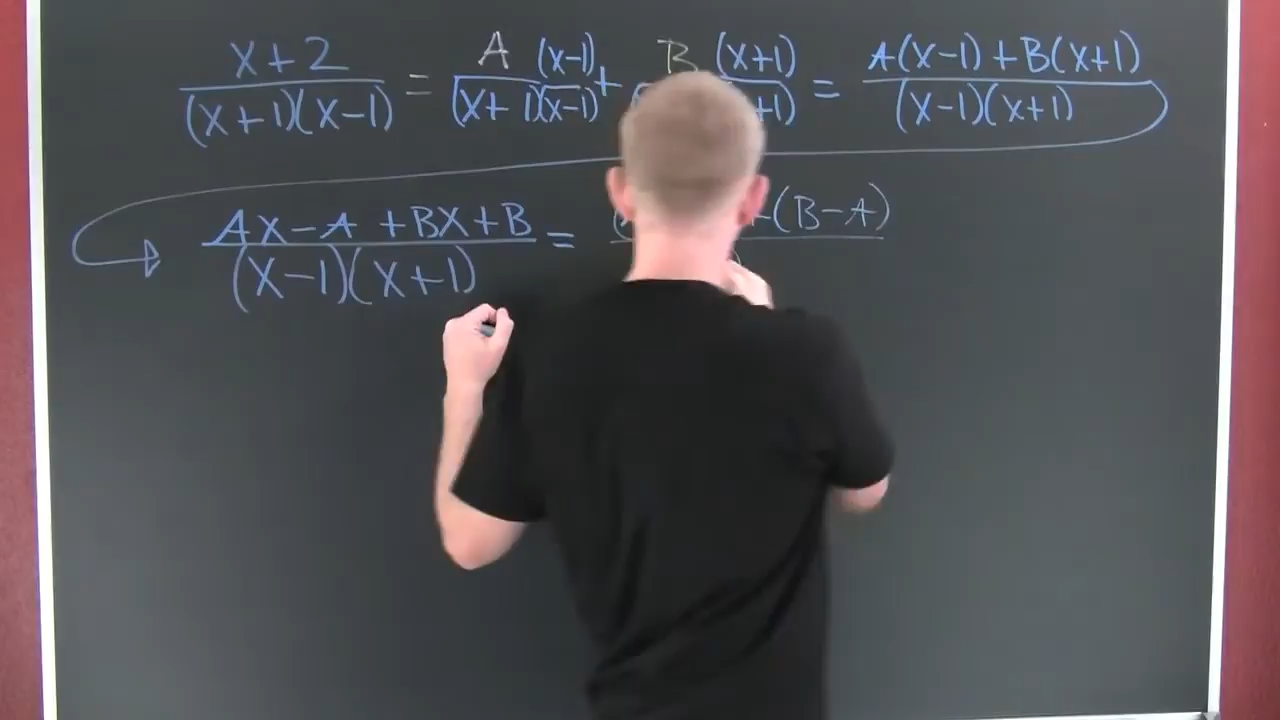 x+2 = A (x-1) + B (x+1) = A(x-1)+B(x+1)
(x+1)(x-1) (x+1)(x-1) +1) (x-1)(x+1)
Ax-A+Bx+B = (B-A)
(x-1)(x+1)